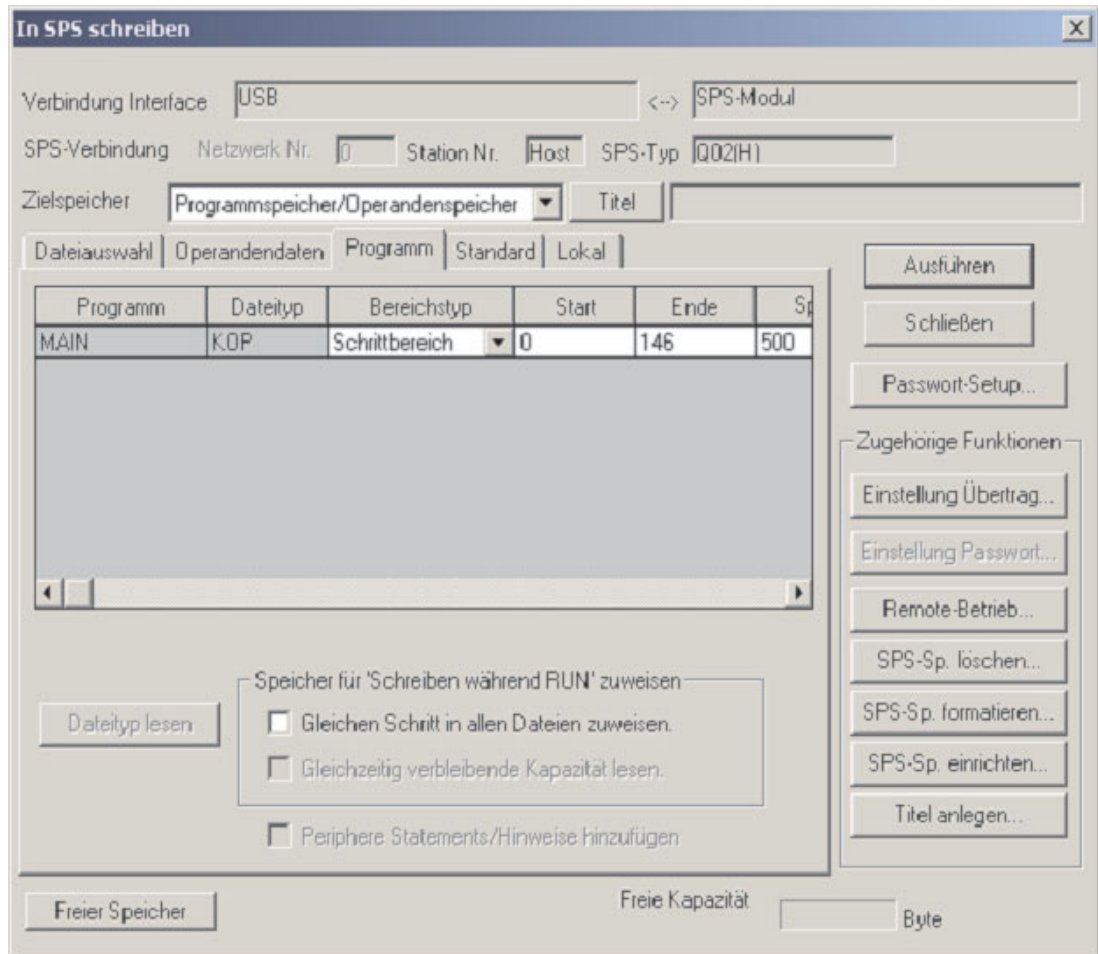 In SPS schreiben
Verbindung Interface USB <--> SPS-Modul
SPS-Verbindung Netzwerk Nr. 0 Station Nr. Host SPS-Typ Q02(H)
Zielspeicher Programmspeicher/Operandenspeicher Titel
Dateiauswahl Operandendaten Programm Standard Lokal
Programm Dateityp Bereichstyp Start Ende Sp
MAIN KOP Schrittbereich 0 146 500
Ausführen
Schließen
Passwort-Setup...
Zugehörige Funktionen
Einstellung Übertrag...
Einstellung Passwort...
Remote-Betrieb...
SPS-Sp. löschen...
SPS-Sp. formatieren...
SPS-Sp. einrichten...
Titel anlegen...
Dateityp lesen
Speicher für 'Schreiben während RUN' zuweisen
Gleichen Schritt in allen Dateien zuweisen.
Gleichzeitig verbleibende Kapazität lesen.
Periphere Statements/Hinweise hinzufügen
Freier Speicher
Freie Kapazität Byte